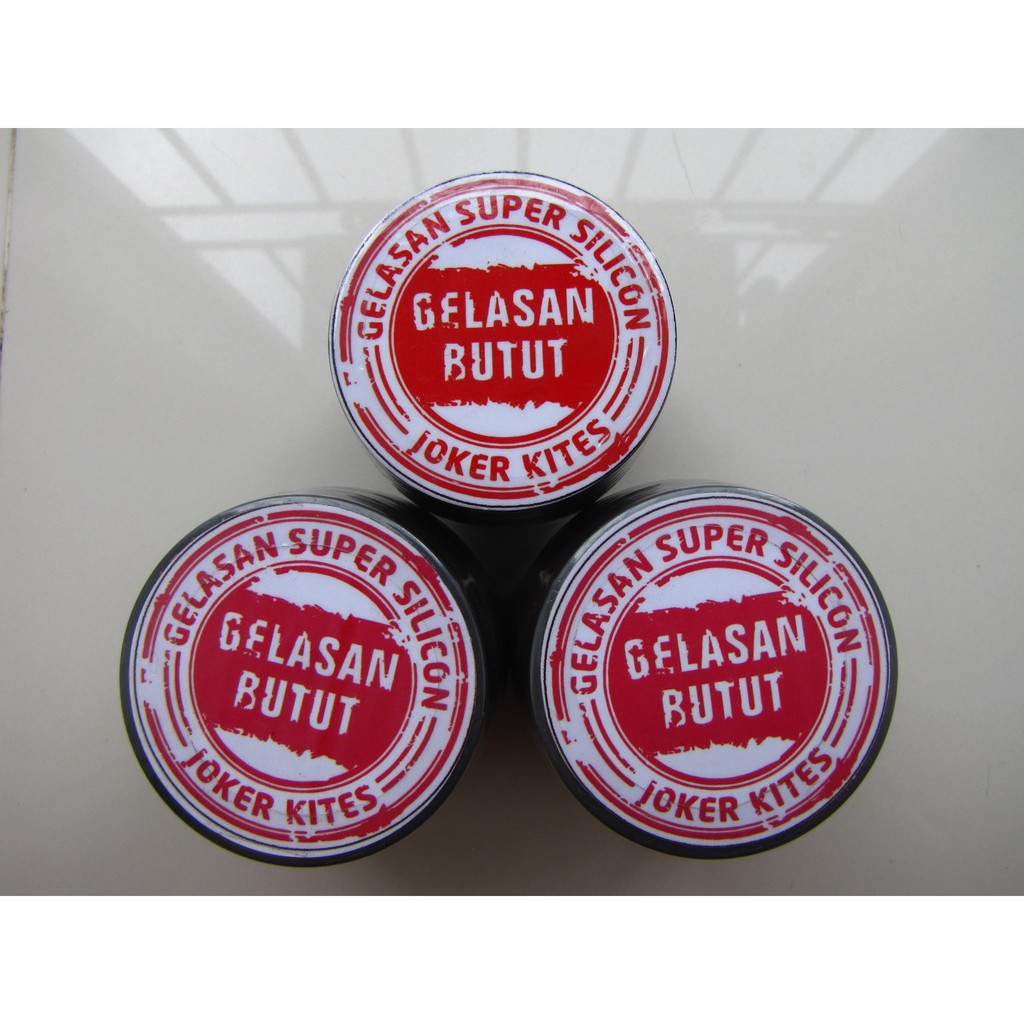 GELASAN SUPER SILICON
GELASAN
BUTUT
jOKER KITES
GELASAN SUPER SILICON
GELASAN
BUTUT
jOKER KITES
GELASAN SUPER SILICON
GELASAN
BUTUT
jOKER KITES